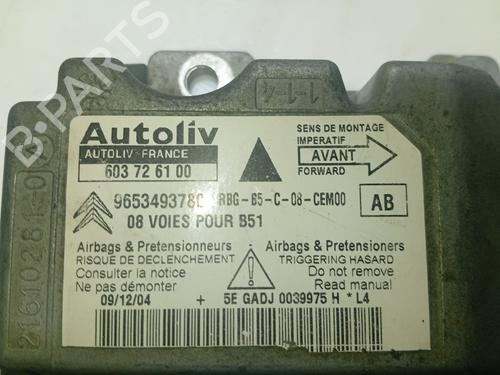 B-PARTS
1-1-4
Autoliv
AUTOLIV-FRANCE
603 72 61 00
SENS DE MONTAGE
IMPERATIF
AVANT
FORWARD
9653493780 RBG-B5-C-08-CEM00
AB
08 VOIES POUR B51
Airbags & Pretensionneurs
RISQUE DE DECLENCHEMENT
Consulter la notice
Ne pas démonter
Airbags & Pretensioners
TRIGGERING HASARD
Do not remove
Read manual
09/12/04 + 5E GADJ 0039975 H * L4